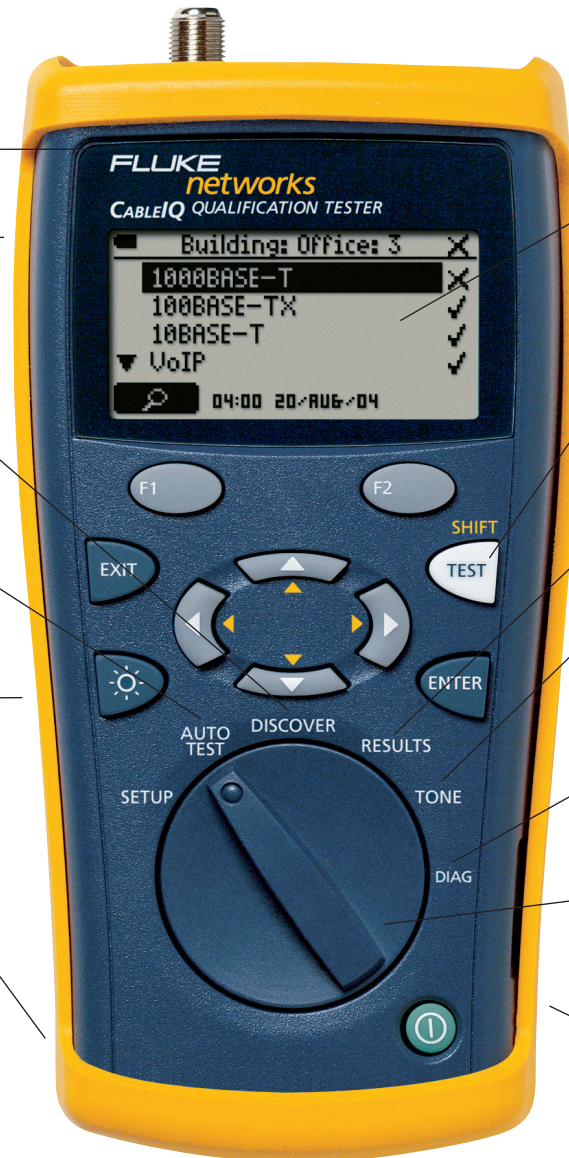 FLUKE
networks
CABLEIQ QUALIFICATION TESTER
Building: Office: 3
1000BASE-T
100BASE-TX
10BASE-T
VoIP
04:00 20/AUG/04
F1
F2
SHIFT
EXIT
TEST
ENTER
AUTO TEST
DISCOVER
RESULTS
SETUP
TONE
DIAG